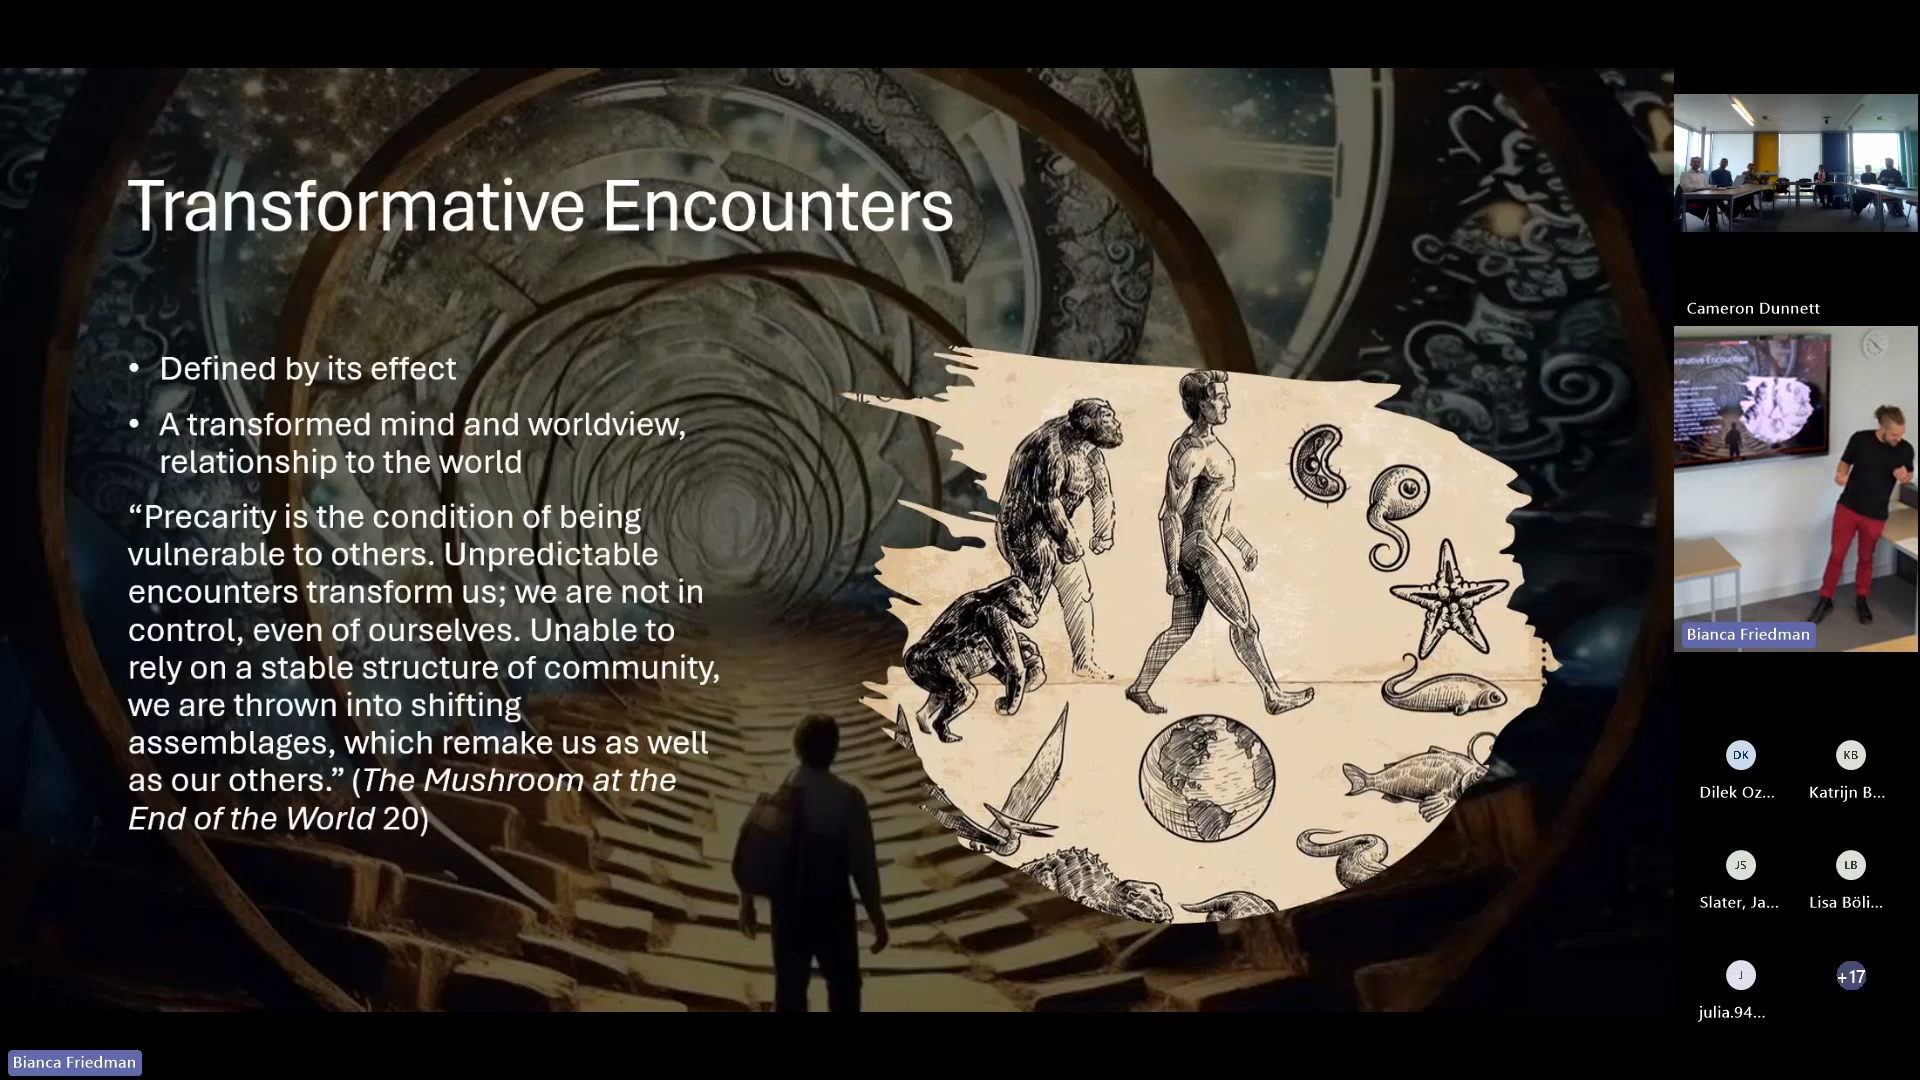 Transformative Encounters
• Defined by its effect
• A transformed mind and worldview,
relationship to the world
“Precarity is the condition of being
vulnerable to others. Unpredictable
encounters transform us; we are not in
control, even of ourselves. Unable to
rely on a stable structure of community,
we are thrown into shifting
assemblages, which remake us as well
as our others.” (The Mushroom at the
End of the World 20)
Cameron Dunnett
Bianca Friedman
DK
KB
Dilek Oz...
Katrijn B...
JS
LB
Slater, Ja...
Lisa Böli...
J
+17
julia.94...
Bianca Friedman